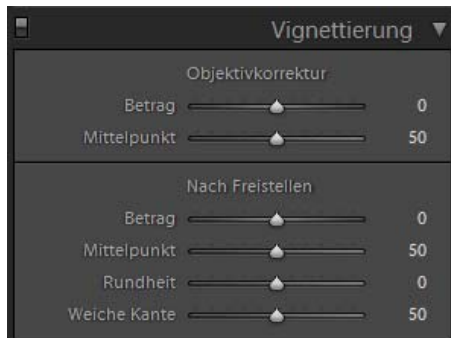 Vignettierung
Objektivkorrektur
Betrag 0
Mittelpunkt 50
Nach Freistellen
Betrag 0
Mittelpunkt 50
Rundheit 0
Weiche Kante 50